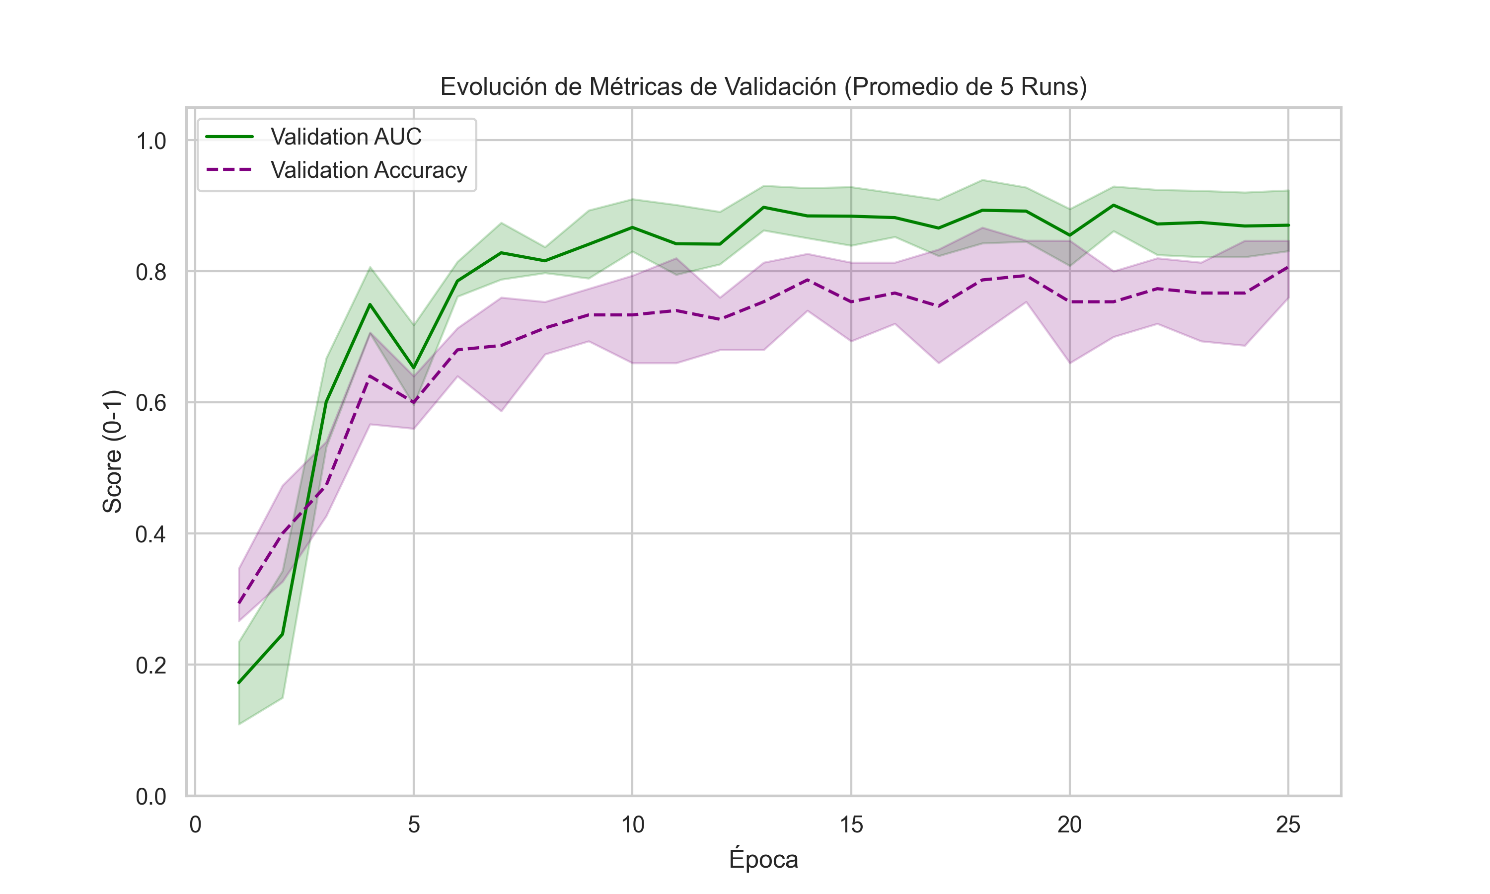 Evolución de Métricas de Validación (Promedio de 5 Runs)
Validation AUC
Validation Accuracy
Score (0-1)
1.0
0.8
0.6
0.4
0.2
0.0
0 5 10 15 20 25
Época